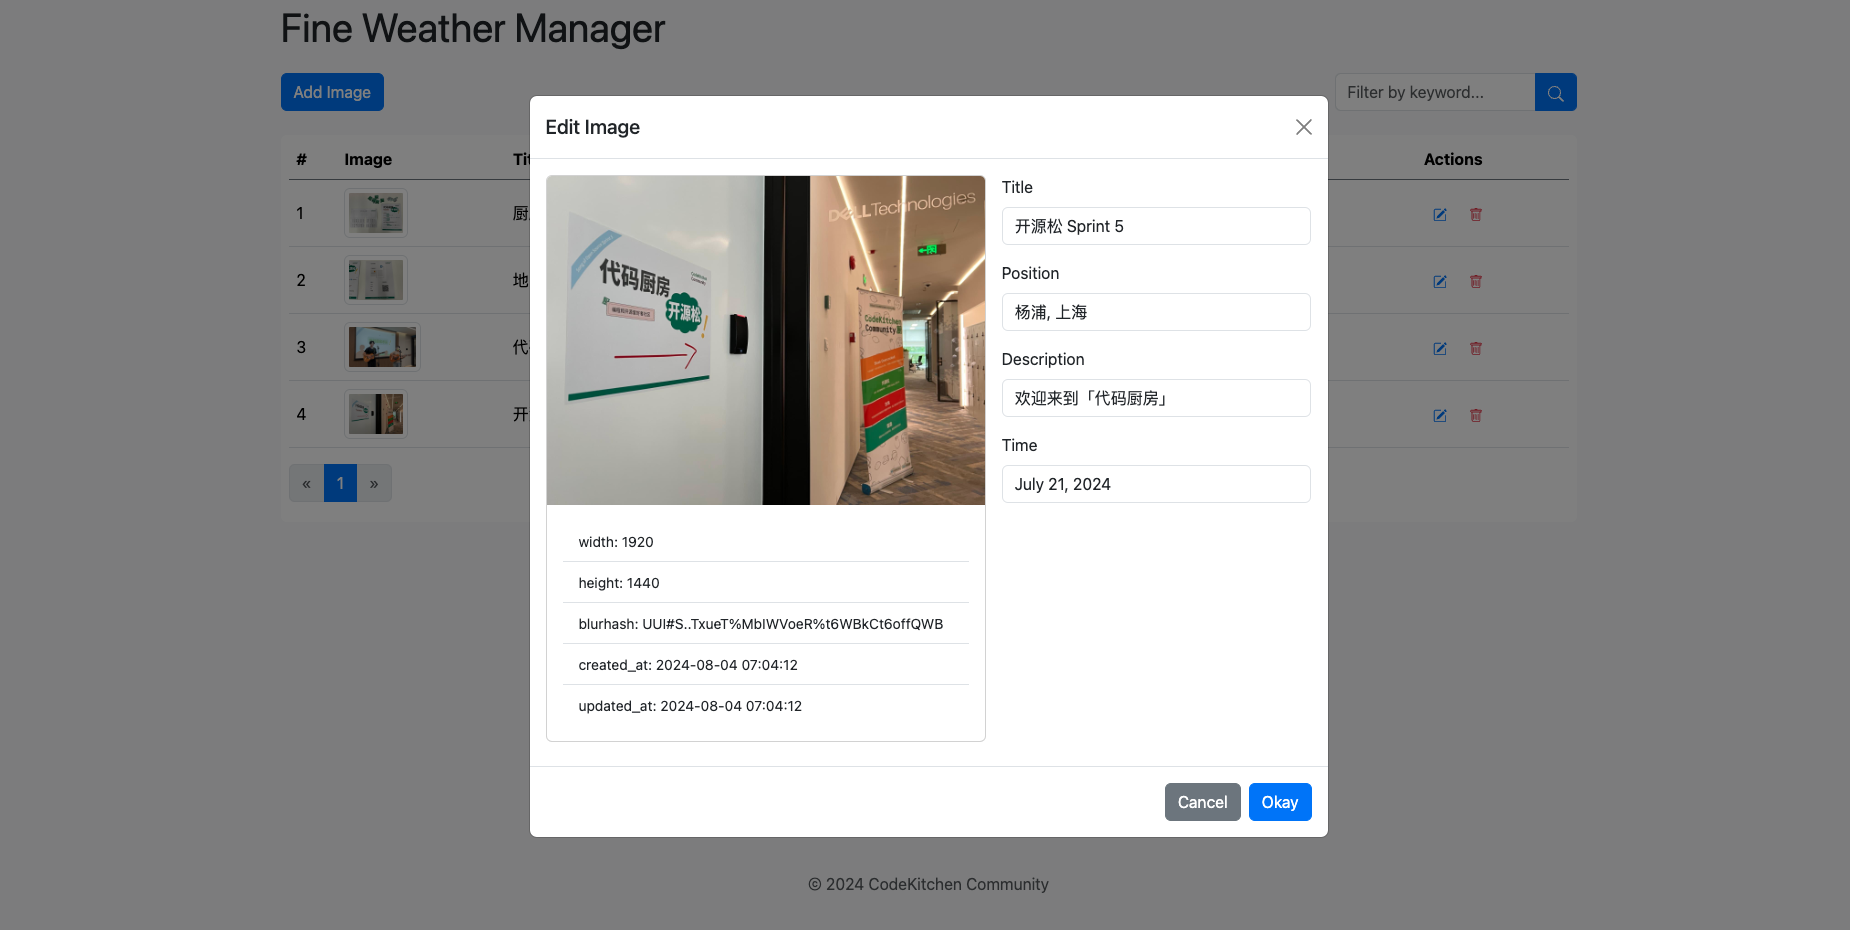 Fine Weather Manager
Add Image
Filter by keyword...
# Image Actions
1 厨
2 地
3 代
4 开
« 1 »
Edit Image
DELLTechnologies
代码厨房
CodeKitchen
Community
开源松
CodeKitchen
Community
width: 1920
height: 1440
blurhash: UUI#S..TxueT%MbIWVoeR%t6WBkCt6offQWB
created_at: 2024-08-04 07:04:12
updated_at: 2024-08-04 07:04:12
Title
开源松 Sprint 5
Position
杨浦, 上海
Description
欢迎来到「代码厨房」
Time
July 21, 2024
Cancel
Okay
© 2024 CodeKitchen Community